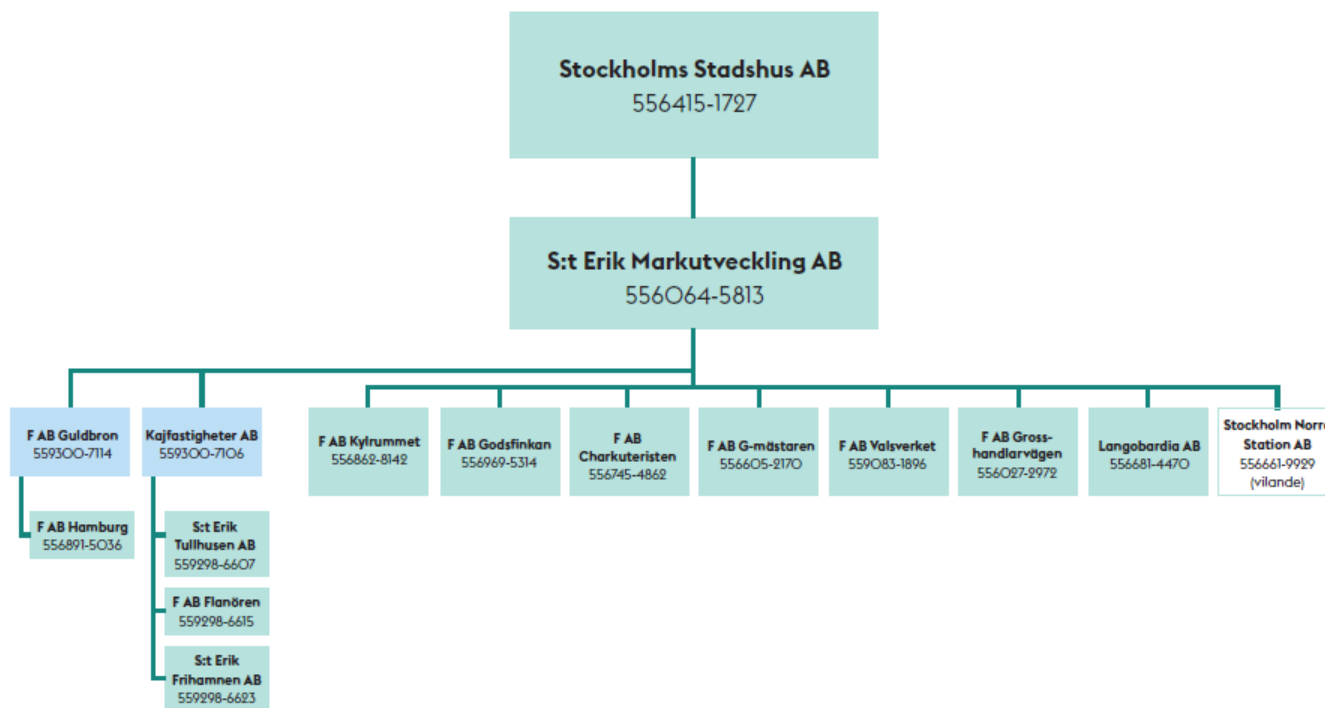 Stockholms Stadshus AB
556415-1727
S:t Erik Markutveckling AB
556064-5813
F AB Guldbron
559300-7114
Kajfastigheter AB
559300-7106
F AB Kylrummet
556862-8142
F AB Godsfinkan
556969-5314
F AB
Charkuteristen
556745-4862
F AB G-mästaren
556605-2170
F AB Valsverket
559083-1896
F AB Gross-
handlarvägen
556027-2972
Langobardia AB
556681-4470
Stockholm Norra
Station AB
556661-9929
(vilande)
F AB Hamburg
556891-5036
S:t Erik
Tullhusen AB
559298-6607
F AB Flanören
559298-6615
S:t Erik
Frihamnen AB
559298-6623